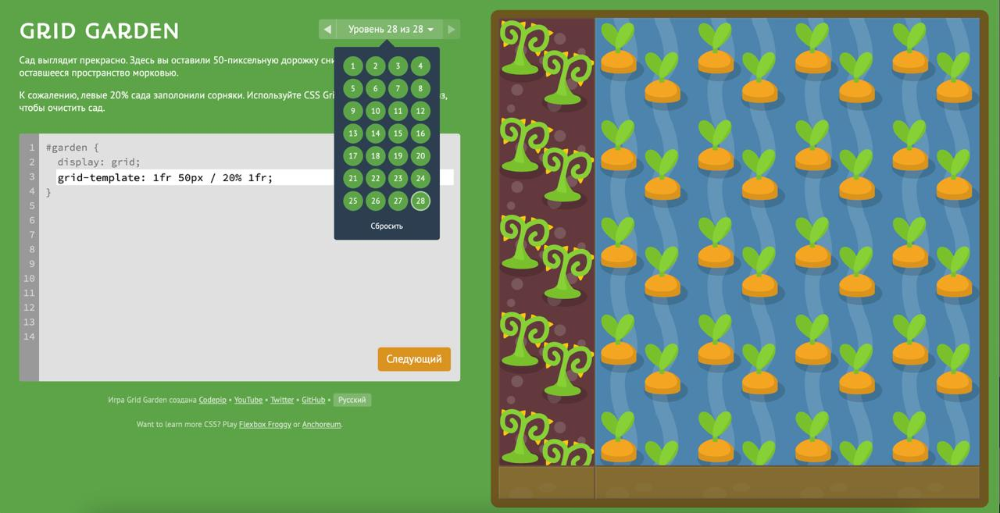 GRID GARDEN
Уровень 28 из 28
Сад выглядит прекрасно. Здесь вы оставили 50-пиксельную дорожку
оставшееся пространство морковью.
К сожалению, левые 20% сада заполонили сорняки. Используйте CSS
чтобы очистить сад.
1 2 3 4
5 6 7 8
9 10 11 12
13 14 15 16
17 18 19 20
21 22 23 24
25 26 27 28
Сбросить
1 #garden {
2 display: grid;
3 grid-template: 1fr 50px / 20% 1fr;
4 }
5
6
7
8
9
10
11
12
13
14
Следующий
Игра Grid Garden создана Codepip • YouTube • Twitter • GitHub • Русский
Want to learn more CSS? Play Flexbox Froggy or Anchoreum.